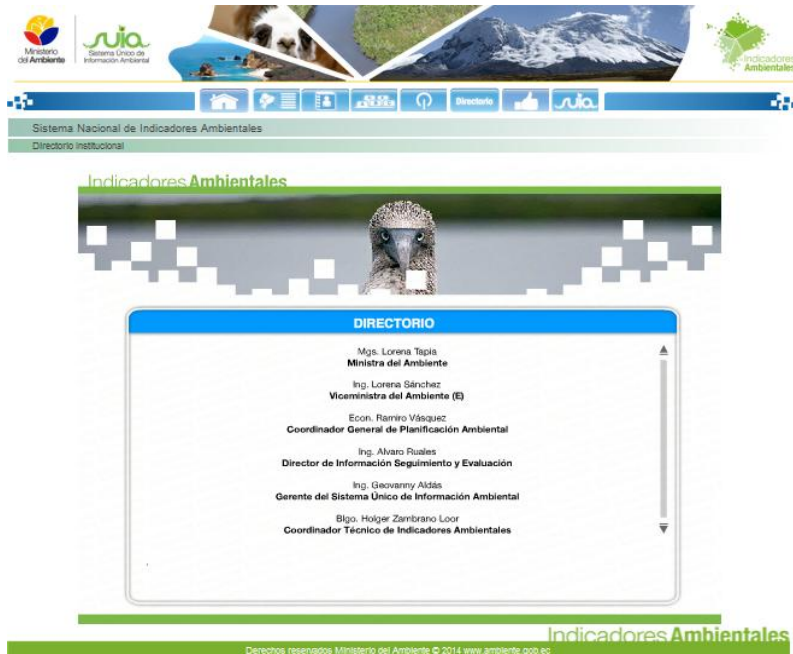 Ministerio
del Ambiente
suia
Sistema Único de
Información Ambiental
Indicadores
Ambientales
Directorio
suia
Sistema Nacional de Indicadores Ambientales
Directorio Institucional
Indicadores Ambientales
DIRECTORIO
Mgs. Lorena Tapia
Ministra del Ambiente
Ing. Lorena Sánchez
Viceministra del Ambiente (E)
Econ. Ramiro Vásquez
Coordinador General de Planificación Ambiental
Ing. Alvaro Ruales
Director de Información Seguimiento y Evaluación
Ing. Geovanny Aldás
Gerente del Sistema Único de Información Ambiental
Blgo. Holger Zambrano Loor
Coordinador Técnico de Indicadores Ambientales
Indicadores Ambientales
Derechos reservados Ministerio del Ambiente © 2014 www.ambiente.gob.ec